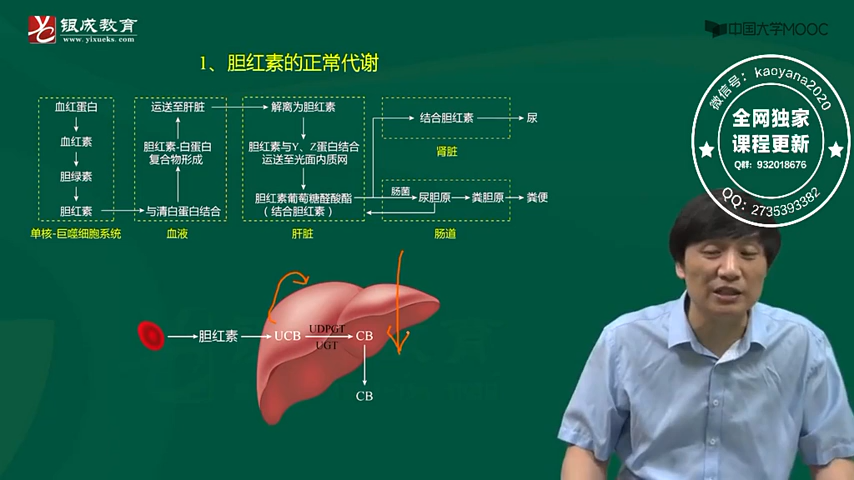 银成教育
www.yixueks.com
中国大学MOOC
1、胆红素的正常代谢
血红蛋白
血红素
胆绿素
胆红素
单核-巨噬细胞系统
运送至肝脏
胆红素-白蛋白
复合物形成
与清白蛋白结合
血液
解离为胆红素
胆红素与Y、Z蛋白结合
运送至光面内质网
胆红素葡萄糖醛酸酯
（结合胆红素）
肝脏
结合胆红素
尿
肾脏
肠菌
尿胆原
粪胆原
粪便
肠道
胆红素
UCB
UDPGT
UGT
CB
CB
微信号：kaoyana2020
全网独家
课程更新
Q群：932018676
QQ：2735393382